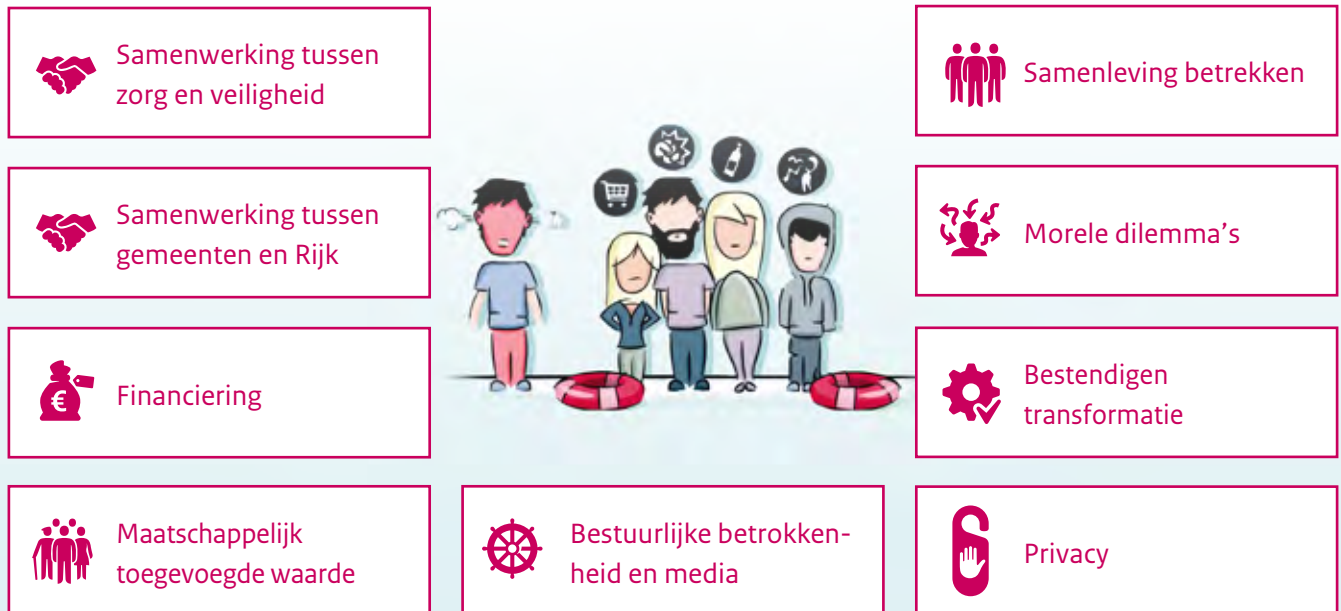 Samenwerking tussen
zorg en veiligheid
Samenwerking tussen
gemeenten en Rijk
€
Financiering
Maatschappelijk
toegevoegde waarde
Bestuurlijke betrokken-
heid en media
Samenleving betrekken
Morele dilemma's
Bestendigen
transformatie
Privacy